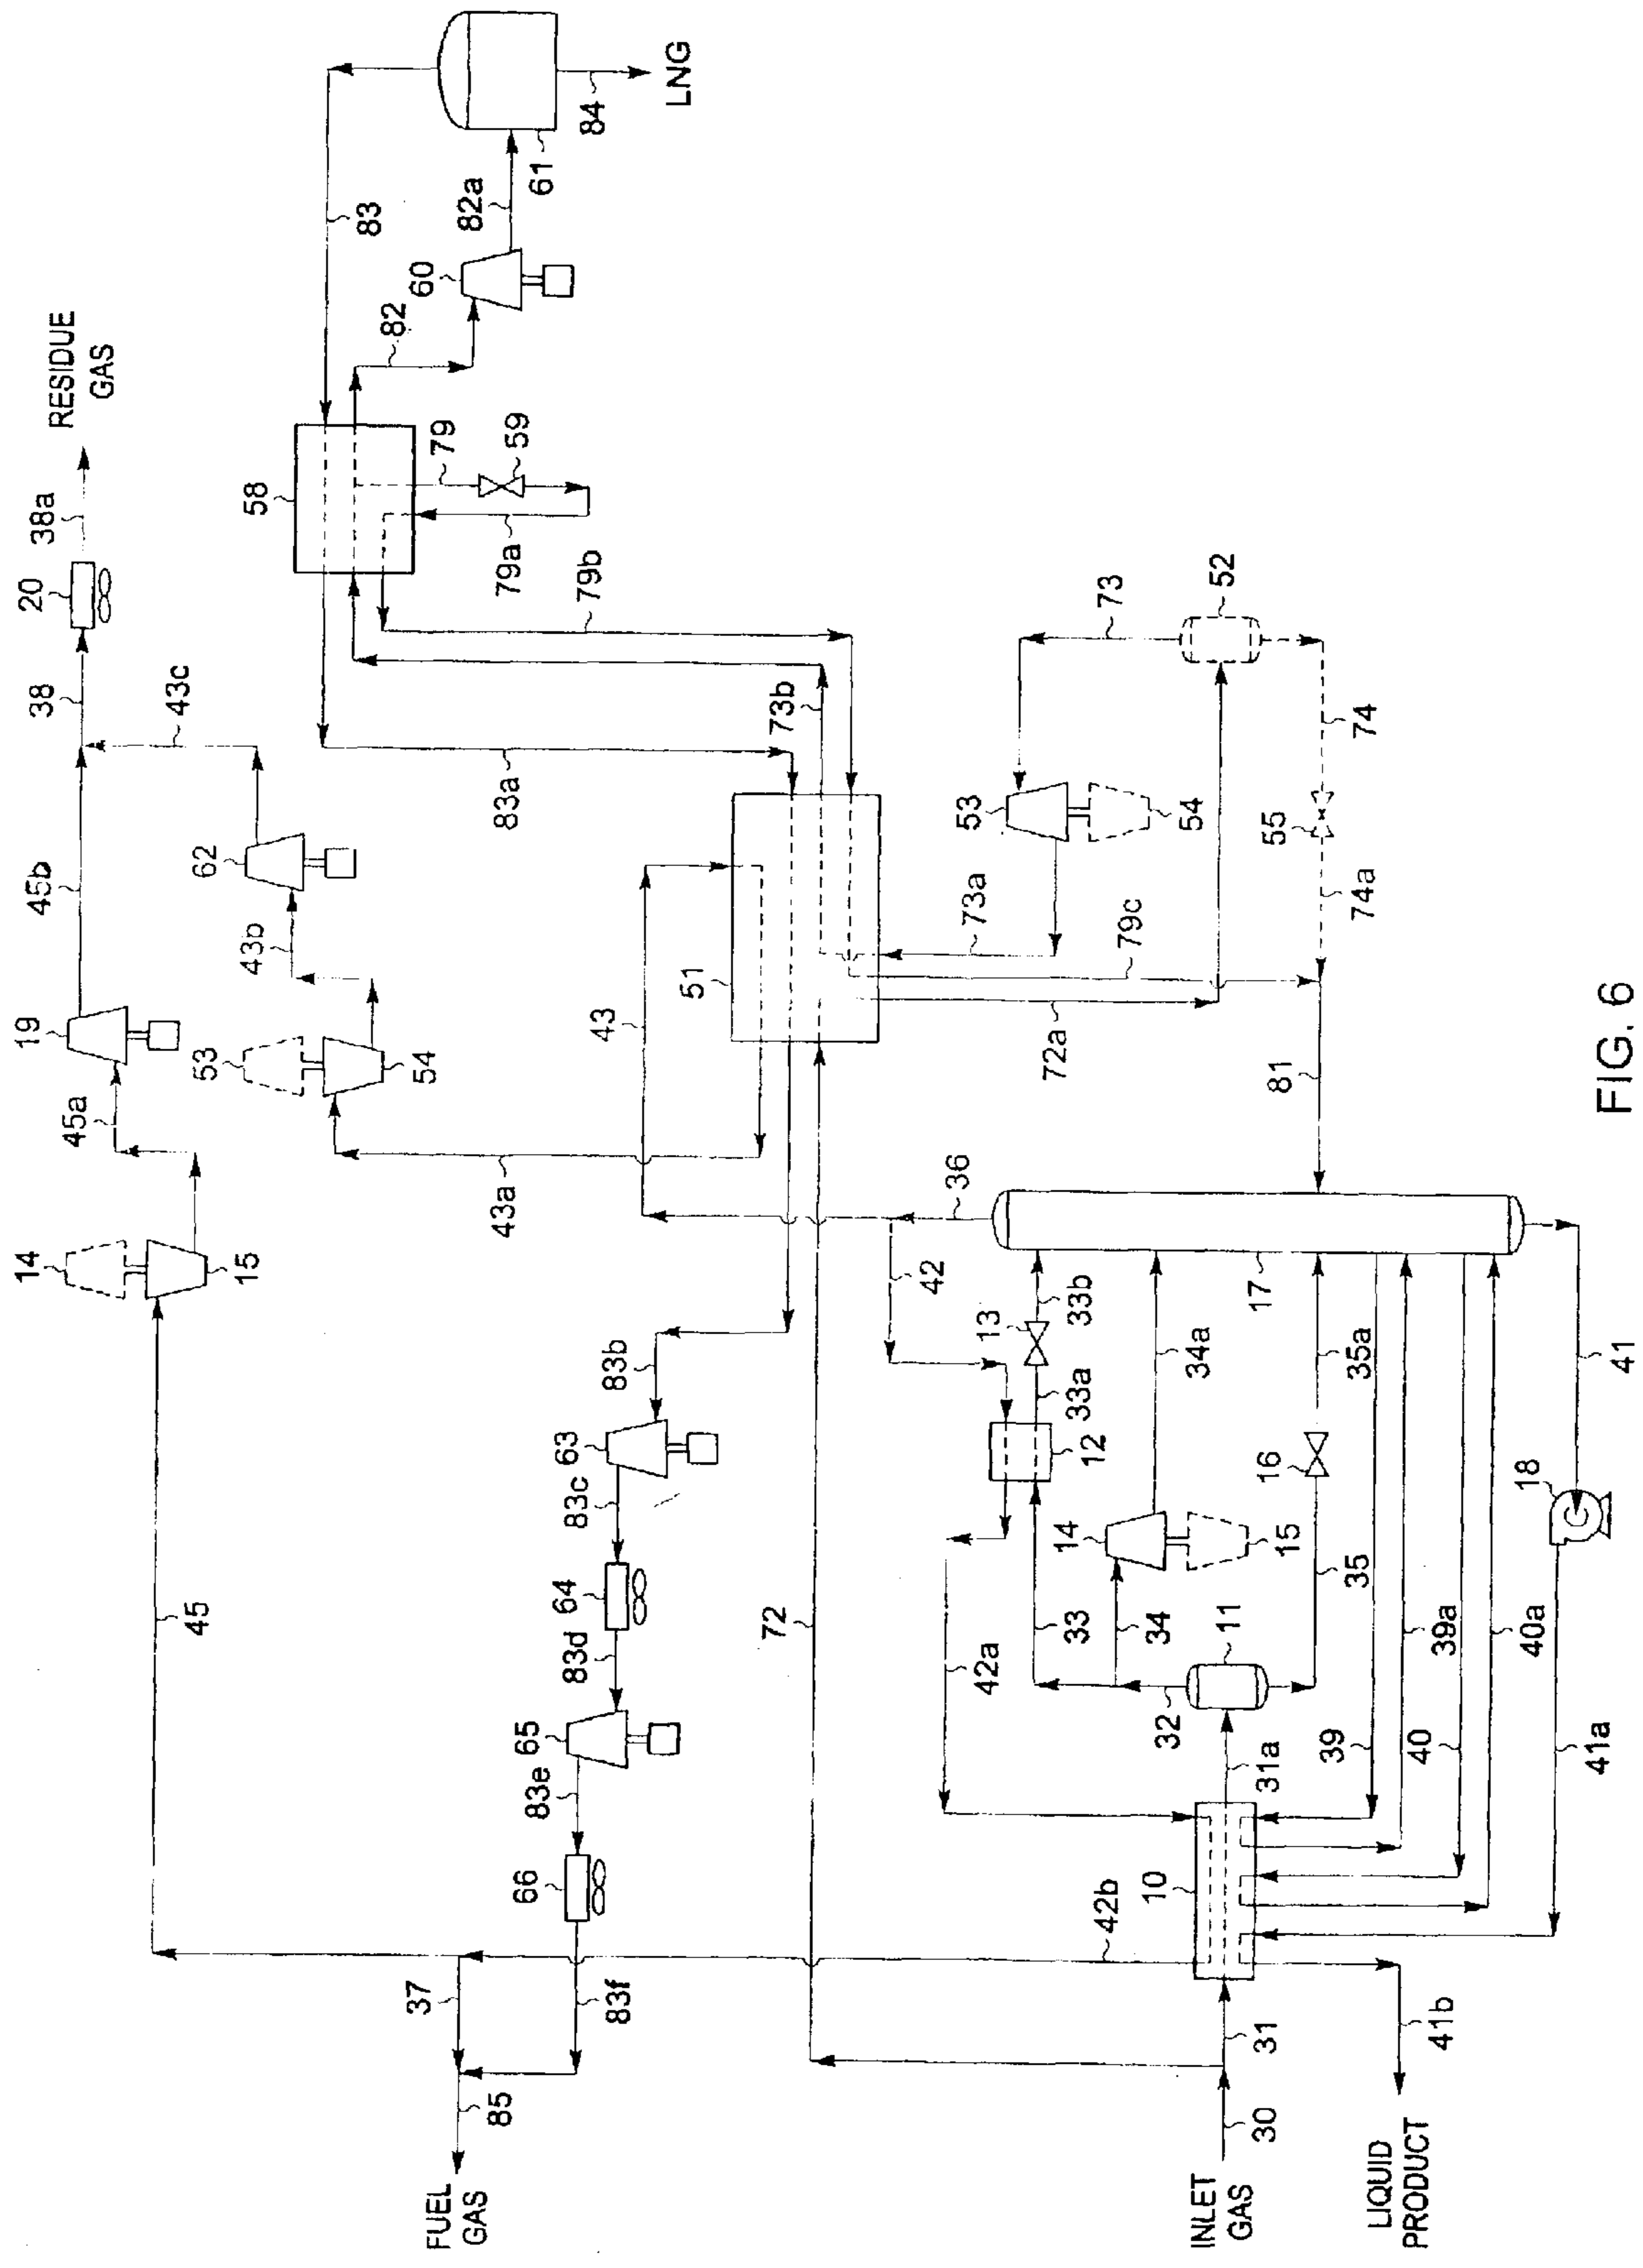 14
19
20
45a
45b
38
38a
RESIDUE
GAS
45
15
53
62
43c
43b
54
58
83
37
85
FUEL
GAS
66
83e
65
83d
64
83c
63
83b
43a
43
83a
79
59
79a
79b
82
60
82a
61
84
LNG
83f
72
51
73b
42
36
42a
12
33a
13
33b
33
14
34
34a
15
53
54
73a
79c
72a
73
52
42b
10
32
11
31a
16
35
35a
17
81
55
74a
74
INLET
GAS
30
31
39
39a
40
40a
18
41
41a
41b
LIQUID
PRODUCT
FIG. 6